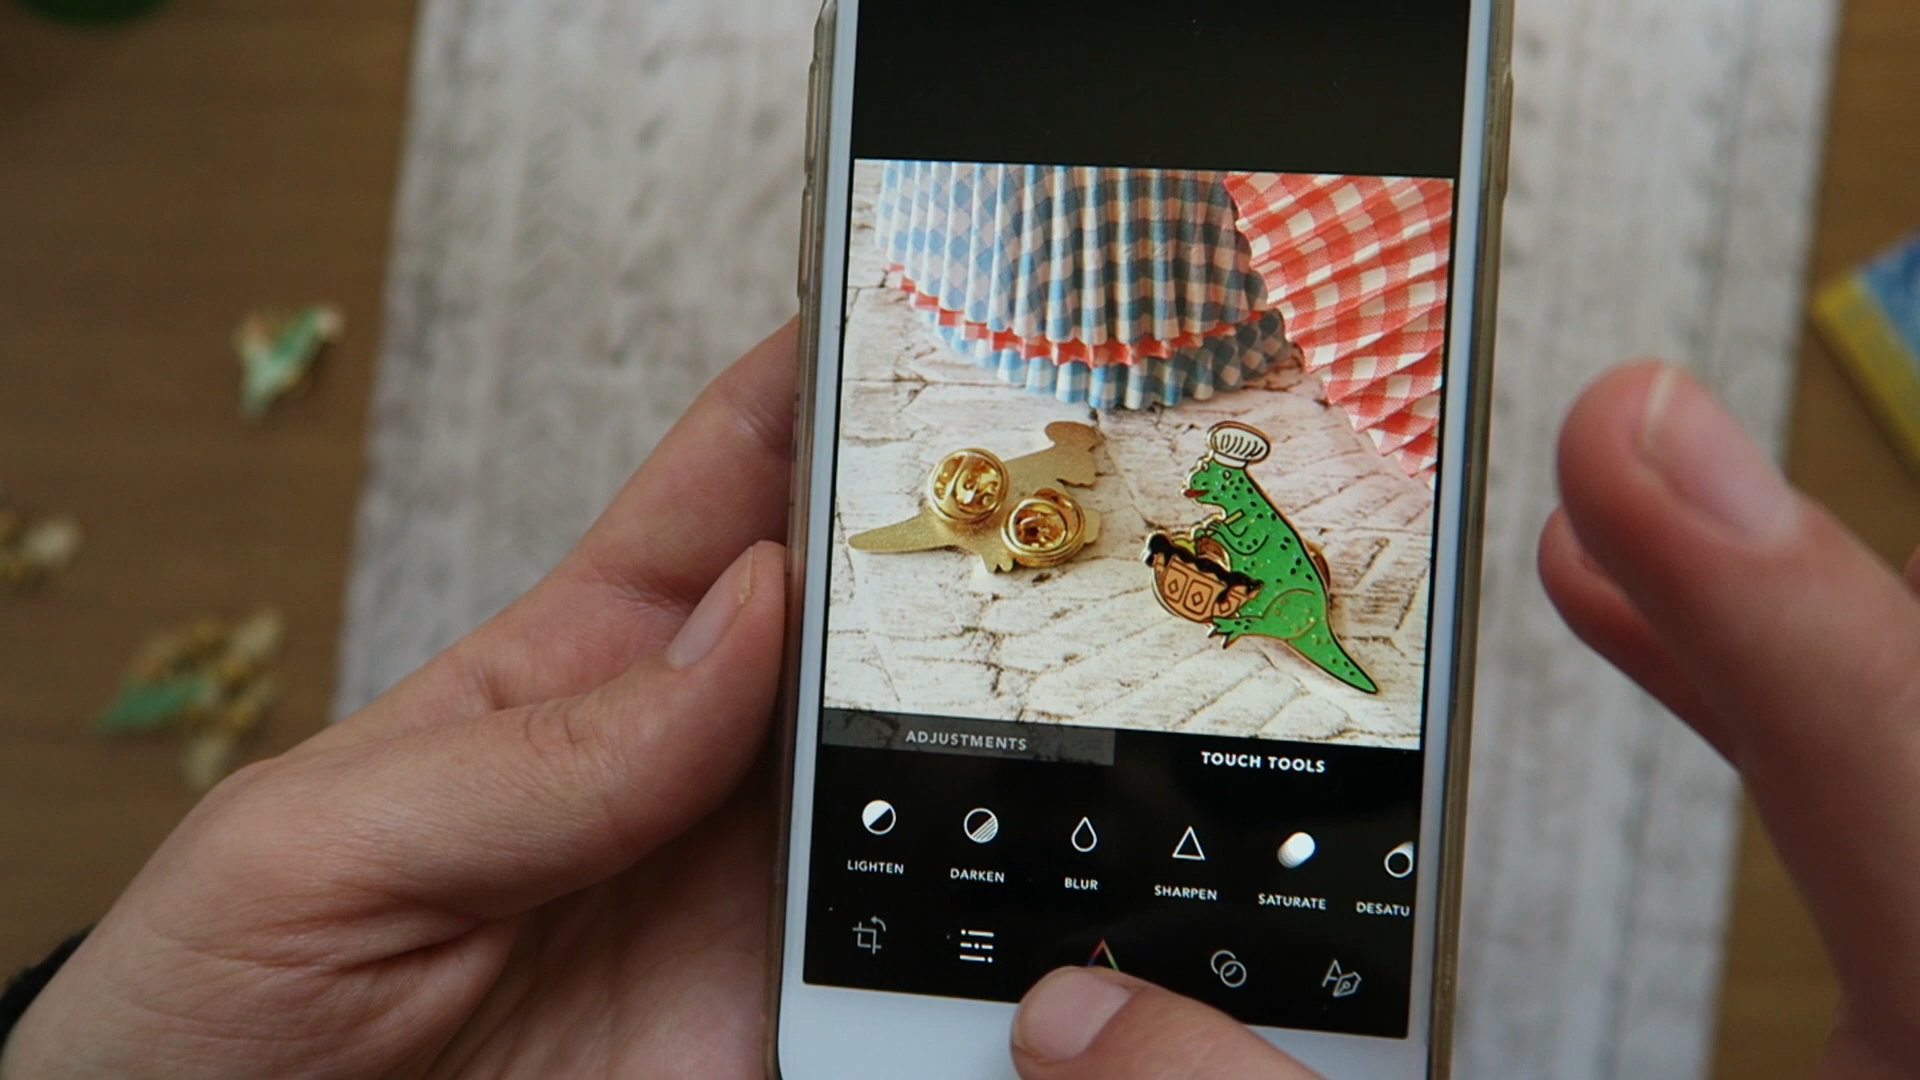 ADJUSTMENTS
TOUCH TOOLS
LIGHTEN
DARKEN
BLUR
SHARPEN
SATURATE
DESATU